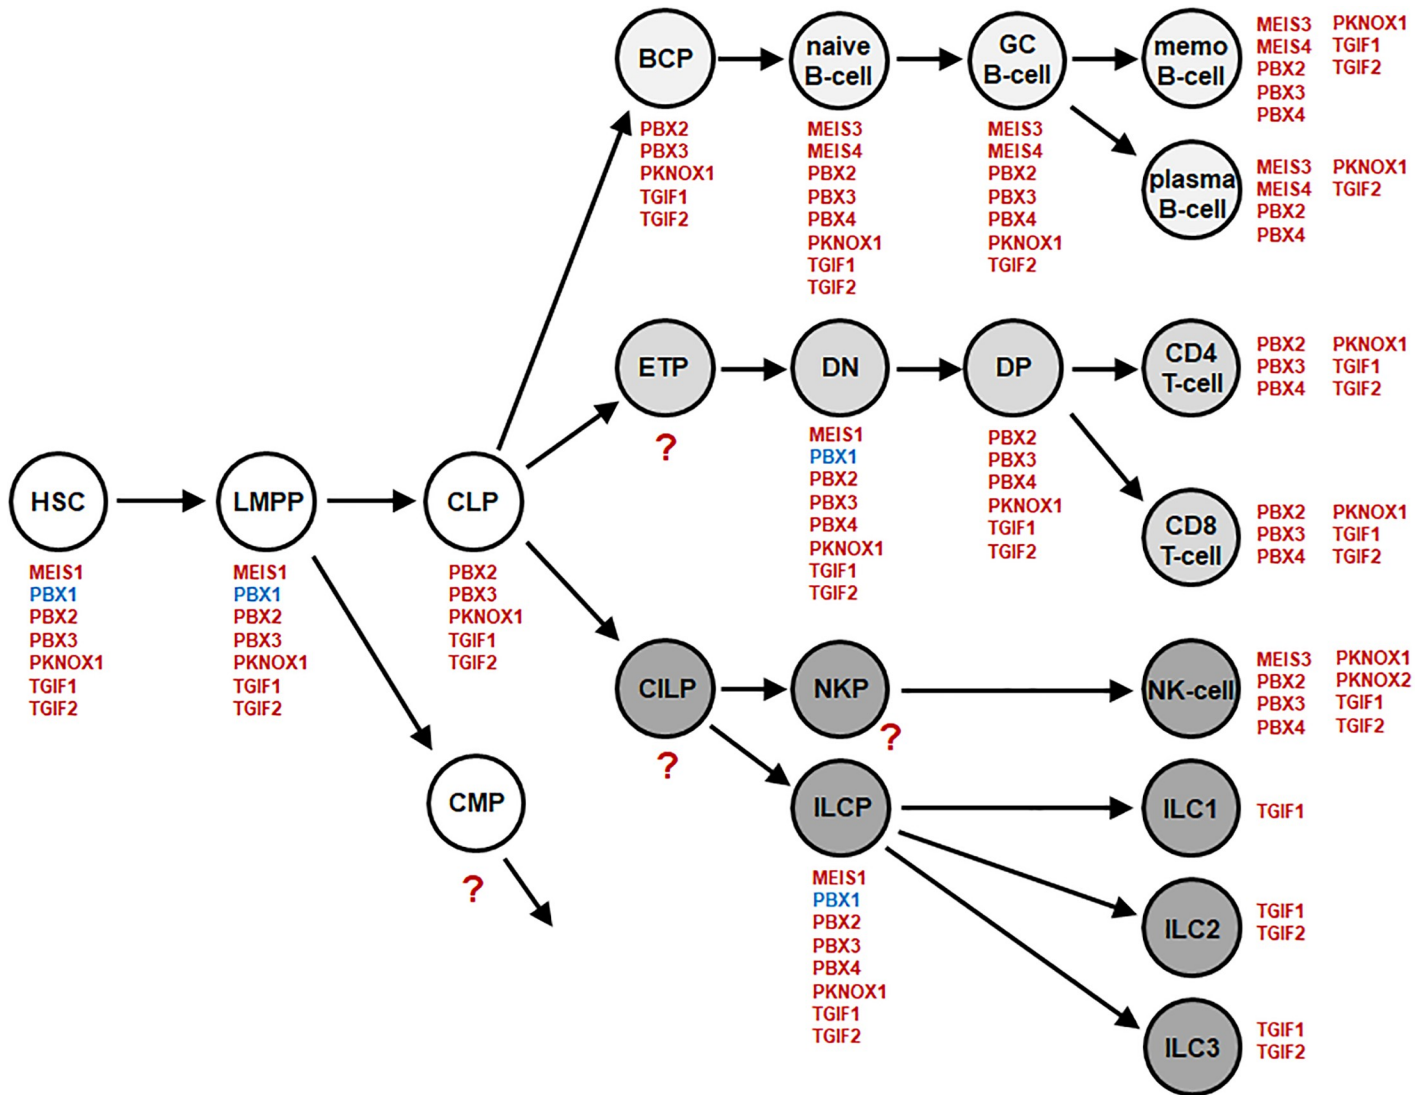 BCP
PBX2
PBX3
PKNOX1
TGIF1
TGIF2
naive
B-cell
MEIS3
MEIS4
PBX2
PBX3
PBX4
PKNOX1
TGIF1
TGIF2
GC
B-cell
MEIS3
MEIS4
PBX2
PBX3
PBX4
PKNOX1
TGIF2
memo
B-cell
MEIS3 PKNOX1
MEIS4 TGIF1
PBX2 TGIF2
PBX3
PBX4
plasma
B-cell
MEIS3 PKNOX1
MEIS4 TGIF2
PBX2
PBX4
ETP
?
DN
MEIS1
PBX1
PBX2
PBX3
PBX4
PKNOX1
TGIF1
TGIF2
DP
PBX2
PBX3
PBX4
PKNOX1
TGIF1
TGIF2
CD4
T-cell
PBX2 PKNOX1
PBX3 TGIF1
PBX4 TGIF2
CD8
T-cell
PBX2 PKNOX1
PBX3 TGIF1
PBX4 TGIF2
HSC
MEIS1
PBX1
PBX2
PBX3
PKNOX1
TGIF1
TGIF2
LMPP
MEIS1
PBX1
PBX2
PBX3
PKNOX1
TGIF1
TGIF2
CLP
PBX2
PBX3
PKNOX1
TGIF1
TGIF2
CMP
?
CILP
?
NKP
?
NK-cell
MEIS3 PKNOX1
PBX2 PKNOX2
PBX3 TGIF1
PBX4 TGIF2
ILCP
MEIS1
PBX1
PBX2
PBX3
PBX4
PKNOX1
TGIF1
TGIF2
ILC1
TGIF1
ILC2
TGIF1
TGIF2
ILC3
TGIF1
TGIF2